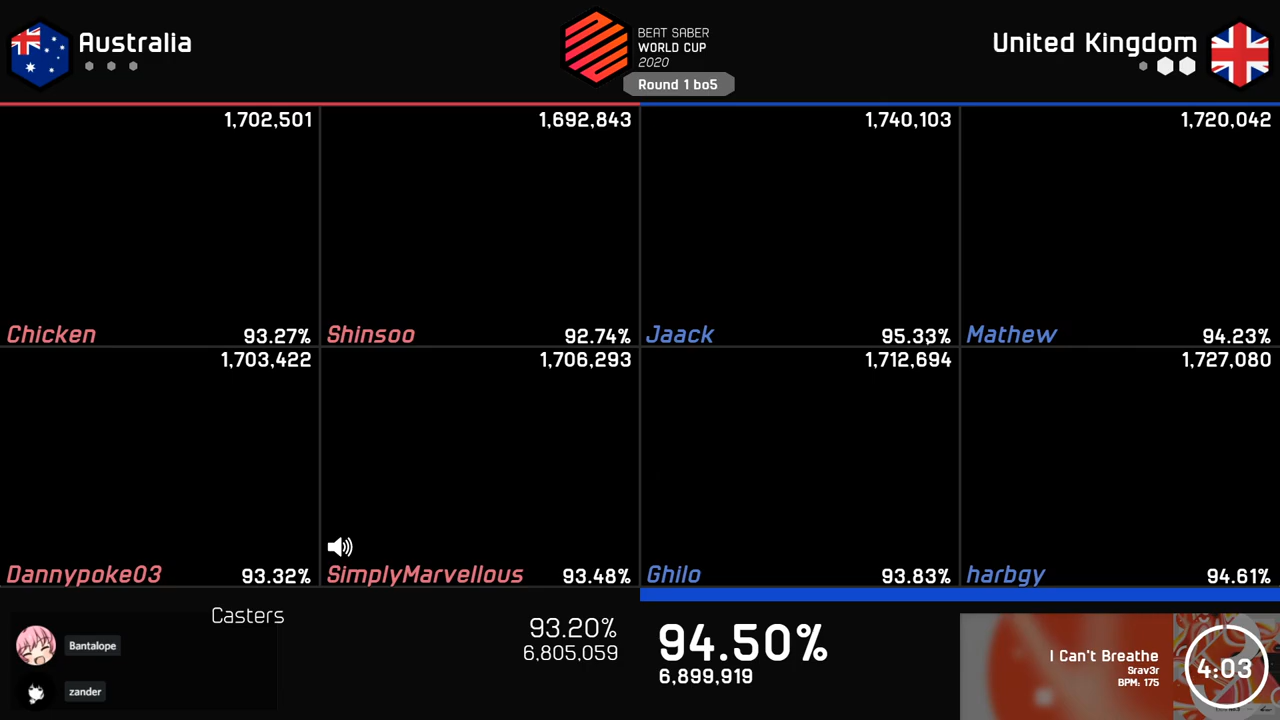 Australia
BEAT SABER
WORLD CUP
2020
Round 1 bo5
United Kingdom
1,702,501
1,692,843
1,740,103
1,720,042
Chicken
93.27%
Shinsoo
92.74%
Jaack
95.33%
Mathew
94.23%
1,703,422
1,706,293
1,712,694
1,727,080
Dannypoke03
93.32%
SimplyMarvellous
93.48%
Ghilo
93.83%
harbgy
94.61%
Casters
Bantalope
zander
93.20%
6,805,059
94.50%
6,899,919
I Can't Breathe
Srav3r
BPM: 175
4:03